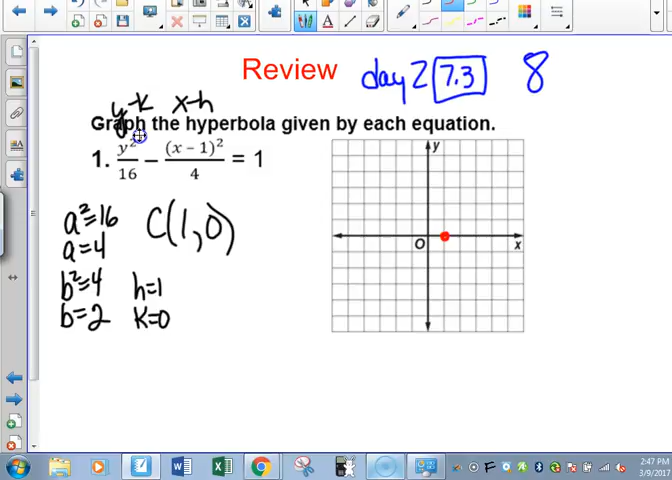 Review day 2 7.3 8
y-k x-h
Graph the hyperbola given by each equation.
1. y²/16 − (x − 1)²/4 = 1
a²=16
a=4
b²=4
b=2
C(1,0)
h=1
k=0
y
O
x
2:47 PM
3/9/2017